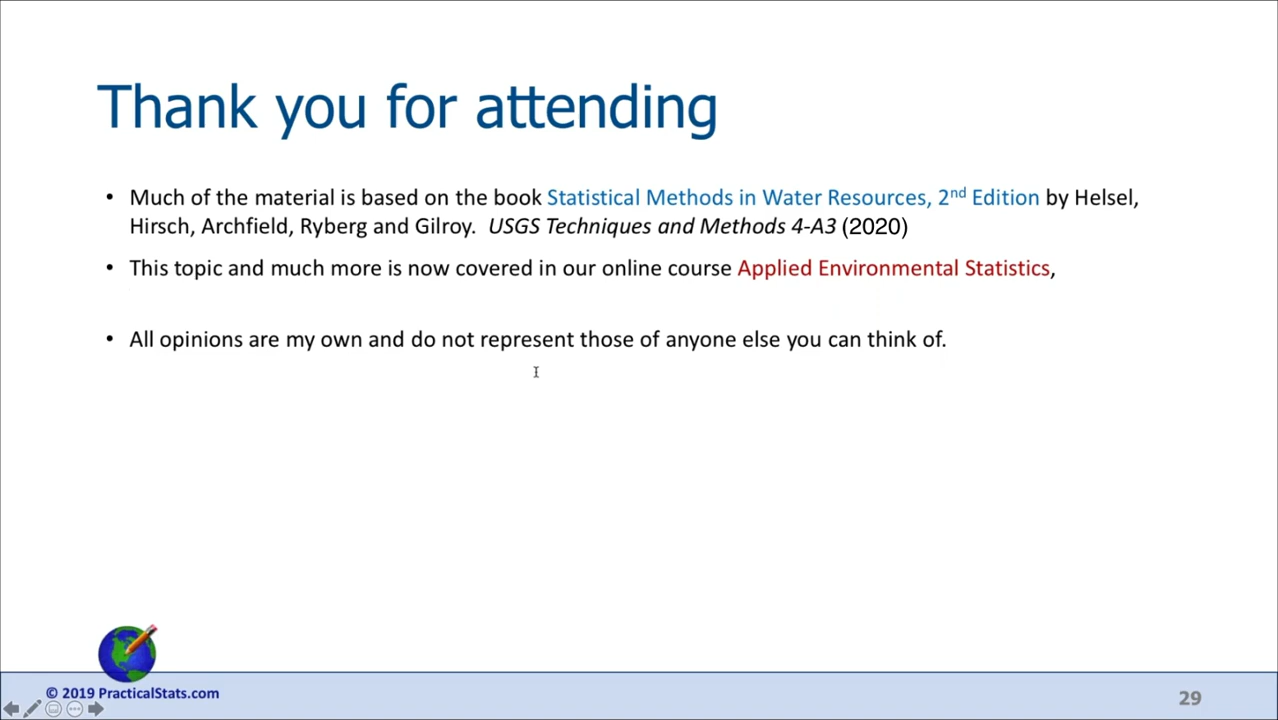 Thank you for attending
• Much of the material is based on the book Statistical Methods in Water Resources, 2nd Edition by Helsel,
Hirsch, Archfield, Ryberg and Gilroy. USGS Techniques and Methods 4-A3 (2020)
• This topic and much more is now covered in our online course Applied Environmental Statistics,
• All opinions are my own and do not represent those of anyone else you can think of.
© 2019 PracticalStats.com
29